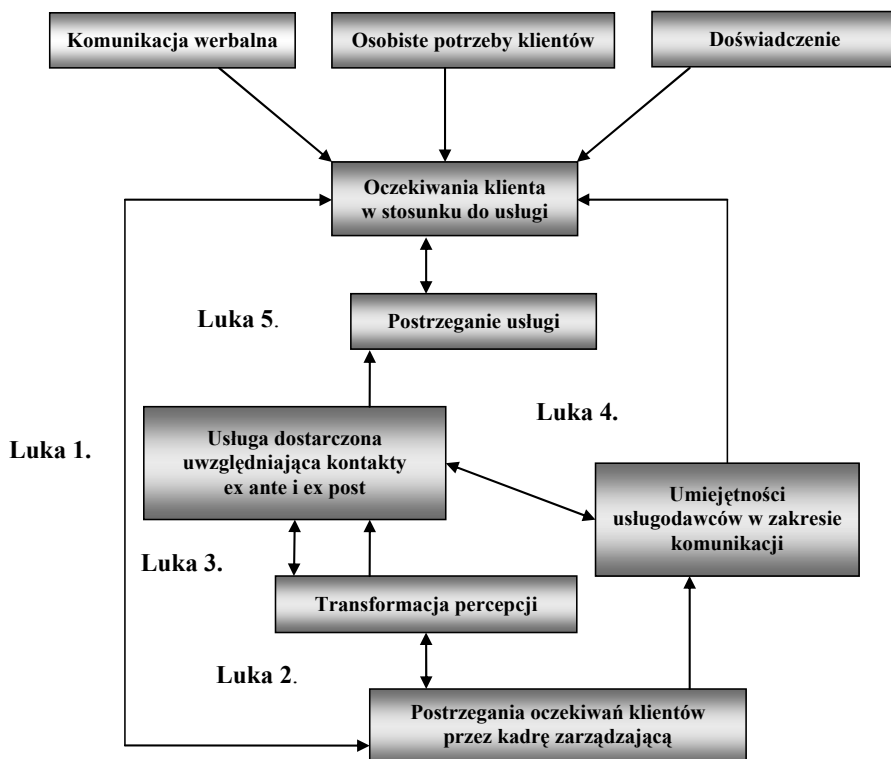 Komunikacja werbalna
Osobiste potrzeby klientów
Doświadczenie
Oczekiwania klienta
w stosunku do usługi
Luka 5.
Postrzeganie usługi
Luka 4.
Luka 1.
Usługa dostarczona
uwzględniająca kontakty
ex ante i ex post
Umiejętności
usługodawców w zakresie
komunikacji
Luka 3.
Transformacja percepcji
Luka 2.
Postrzegania oczekiwań klientów
przez kadrę zarządzającą